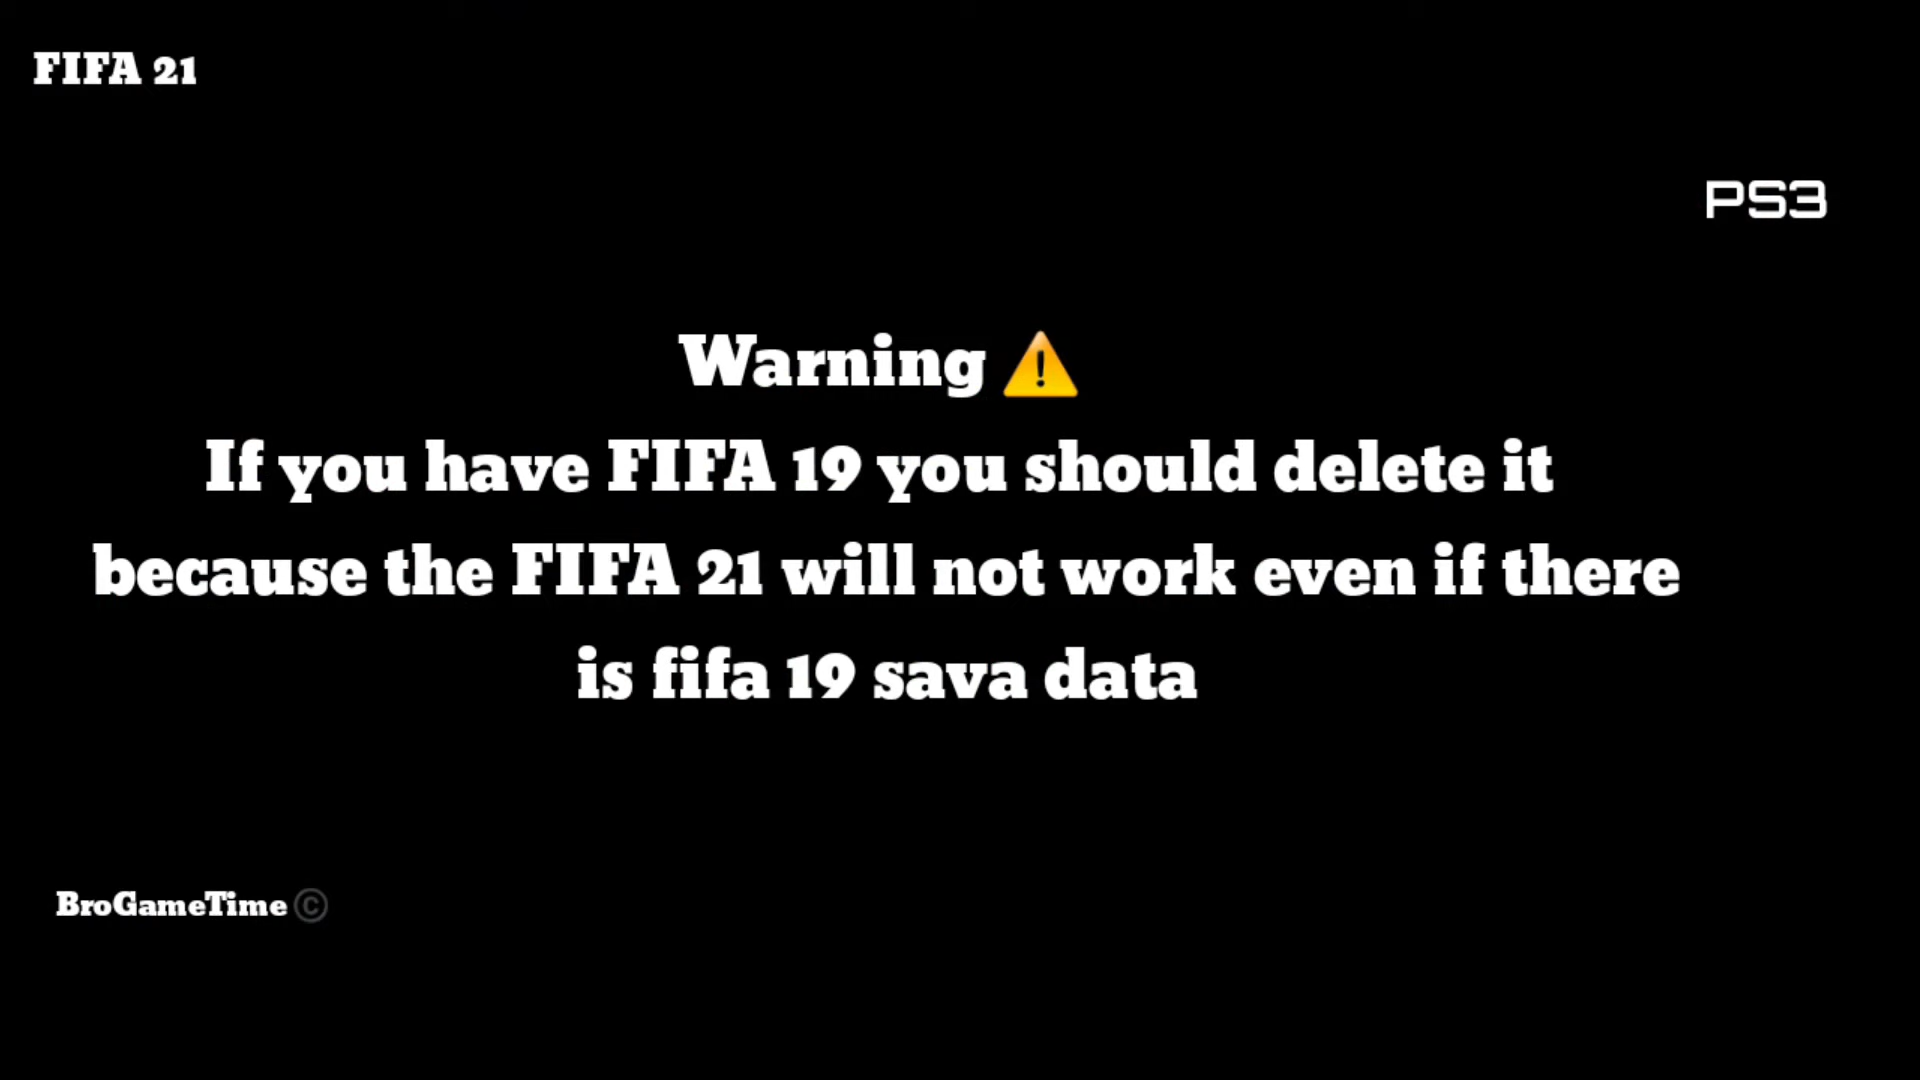 FIFA 21
PS3
Warning ⚠️
If you have FIFA 19 you should delete it
because the FIFA 21 will not work even if there
is fifa 19 sava data
BroGameTime ©